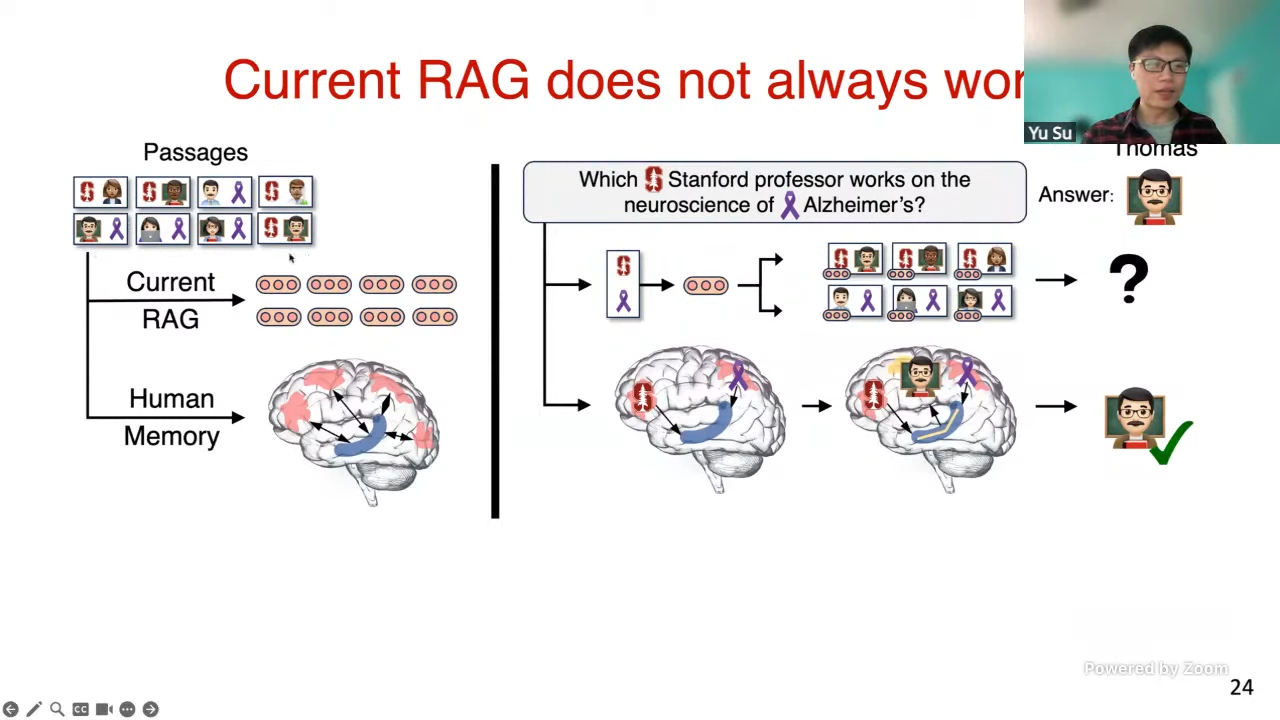 Current RAG does not always wor
Yu Su
Passages
Current
RAG
Human
Memory
Which Stanford professor works on the
neuroscience of Alzheimer's?
Thomas
Answer:
?
Powered by Zoom
24